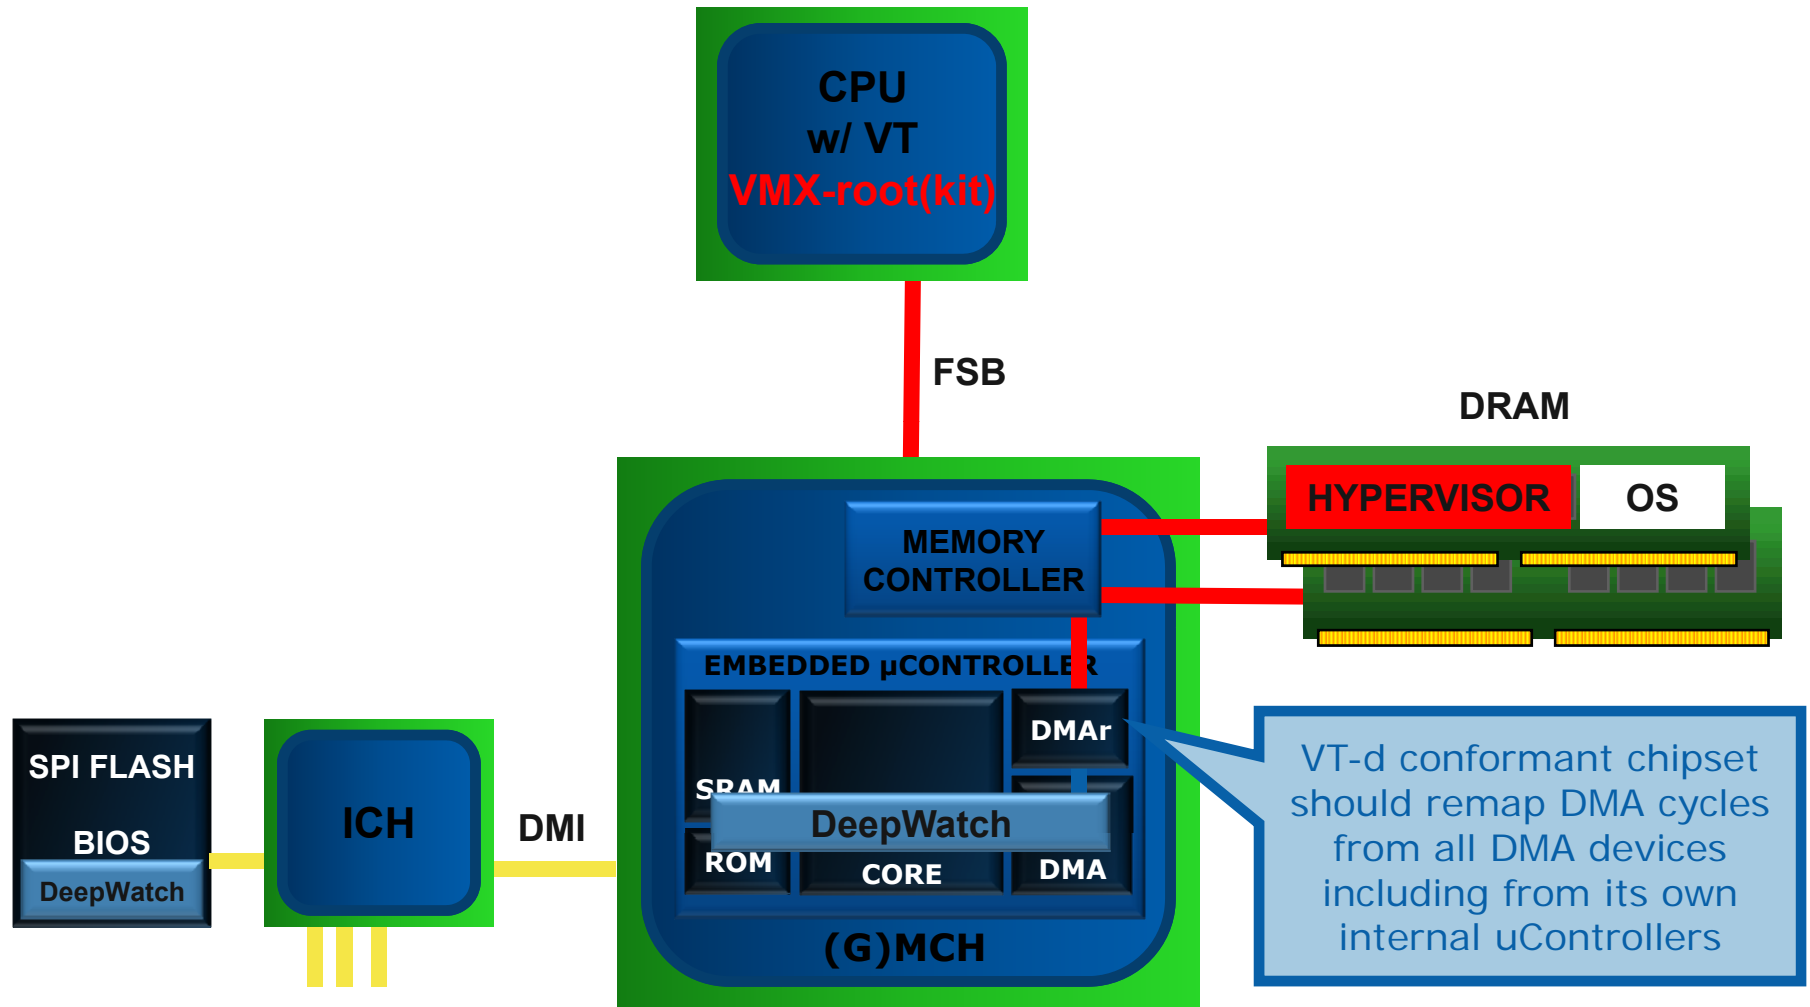 CPU
w/ VT
VMX-root(kit)
FSB
DRAM
HYPERVISOR
OS
MEMORY
CONTROLLER
EMBEDDED µCONTROLLER
DMAr
SRAM
DeepWatch
ROM
CORE
DMA
(G)MCH
SPI FLASH
BIOS
DeepWatch
ICH
DMI
VT-d conformant chipset
should remap DMA cycles
from all DMA devices
including from its own
internal uControllers